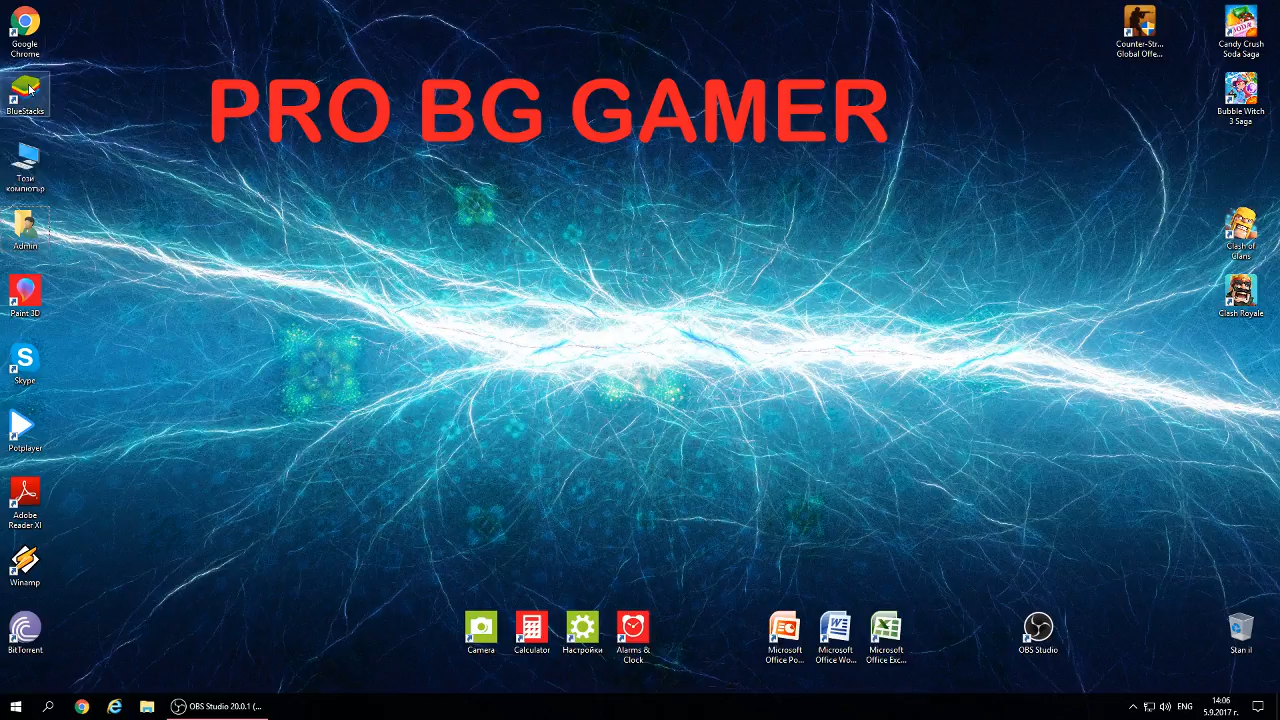 Google
Chrome
BlueStacks
Този
компютър
Admin
Paint 3D
Skype
Potplayer
Adobe
Reader XI
Winamp
BitTorrent
PRO BG GAMER
Counter-Str...
Global Offe...
Candy Crush
Soda Saga
SODA
Bubble Witch
3 Saga
Clash of
Clans
Clash Royale
Camera
Calculator
Настройки
Alarms &
Clock
Microsoft
Office Po...
Microsoft
Office Wo...
Microsoft
Office Exc...
OBS Studio
Stan il
OBS Studio 20.0.1 (...
ENG
14:06
5.9.2017 г.